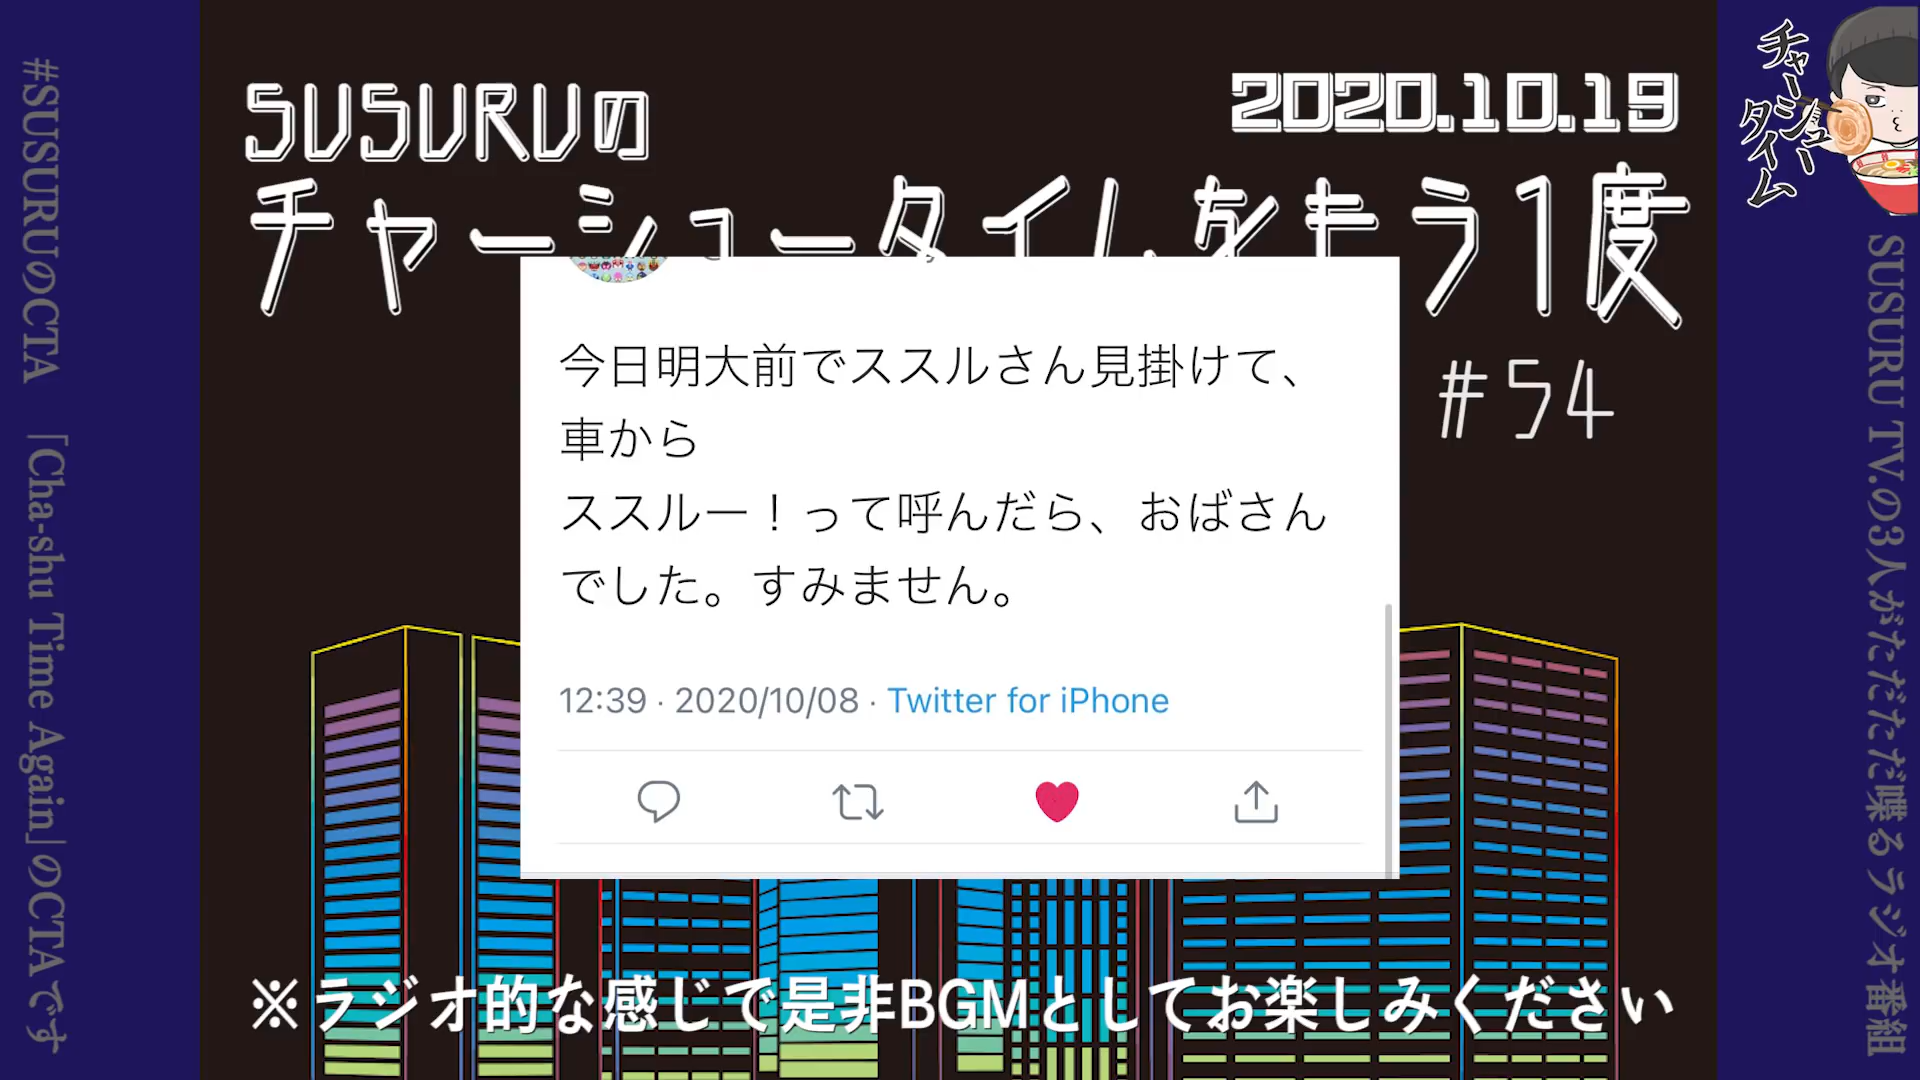 #SUSURUのCTA 「Cha-shu Time Again」のCTAです
SUSURUの
2020.10.19
チャーシュータイムをもう1度
#54
チャーシュー
タイム
今日明大前でススルさん見掛けて、
車から
ススルー！って呼んだら、おばさん
でした。すみません。
12:39 · 2020/10/08 · Twitter for iPhone
※ラジオ的な感じで是非BGMとしてお楽しみください
SUSURU TV.の3人がただただ喋るラジオ番組